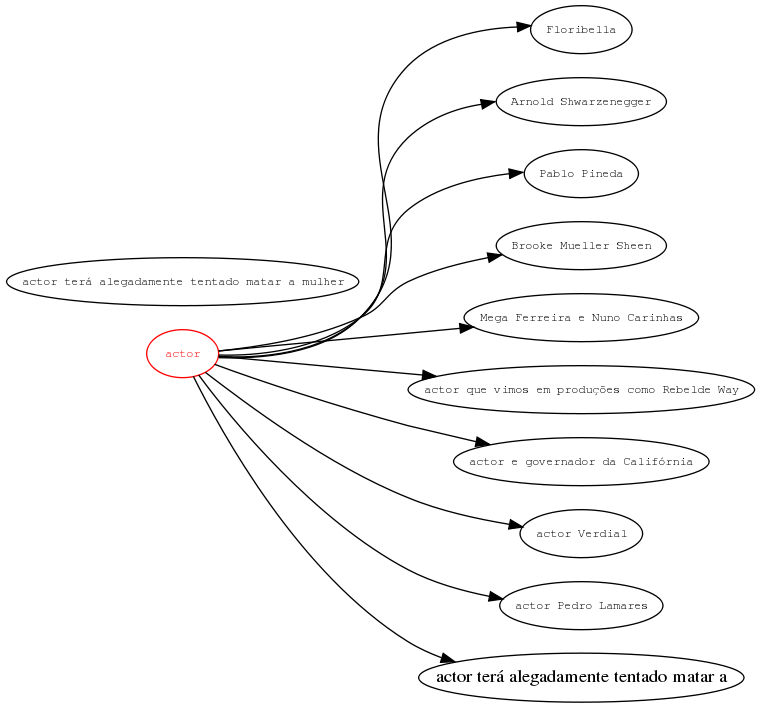 Floribella
Arnold Shwarzenegger
Pablo Pineda
Brooke Mueller Sheen
actor terá alegadamente tentado matar a mulher
Mega Ferreira e Nuno Carinhas
actor
actor que vimos em produções como Rebelde Way
actor e governador da Califórnia
actor Verdial
actor Pedro Lamares
actor terá alegadamente tentado matar a